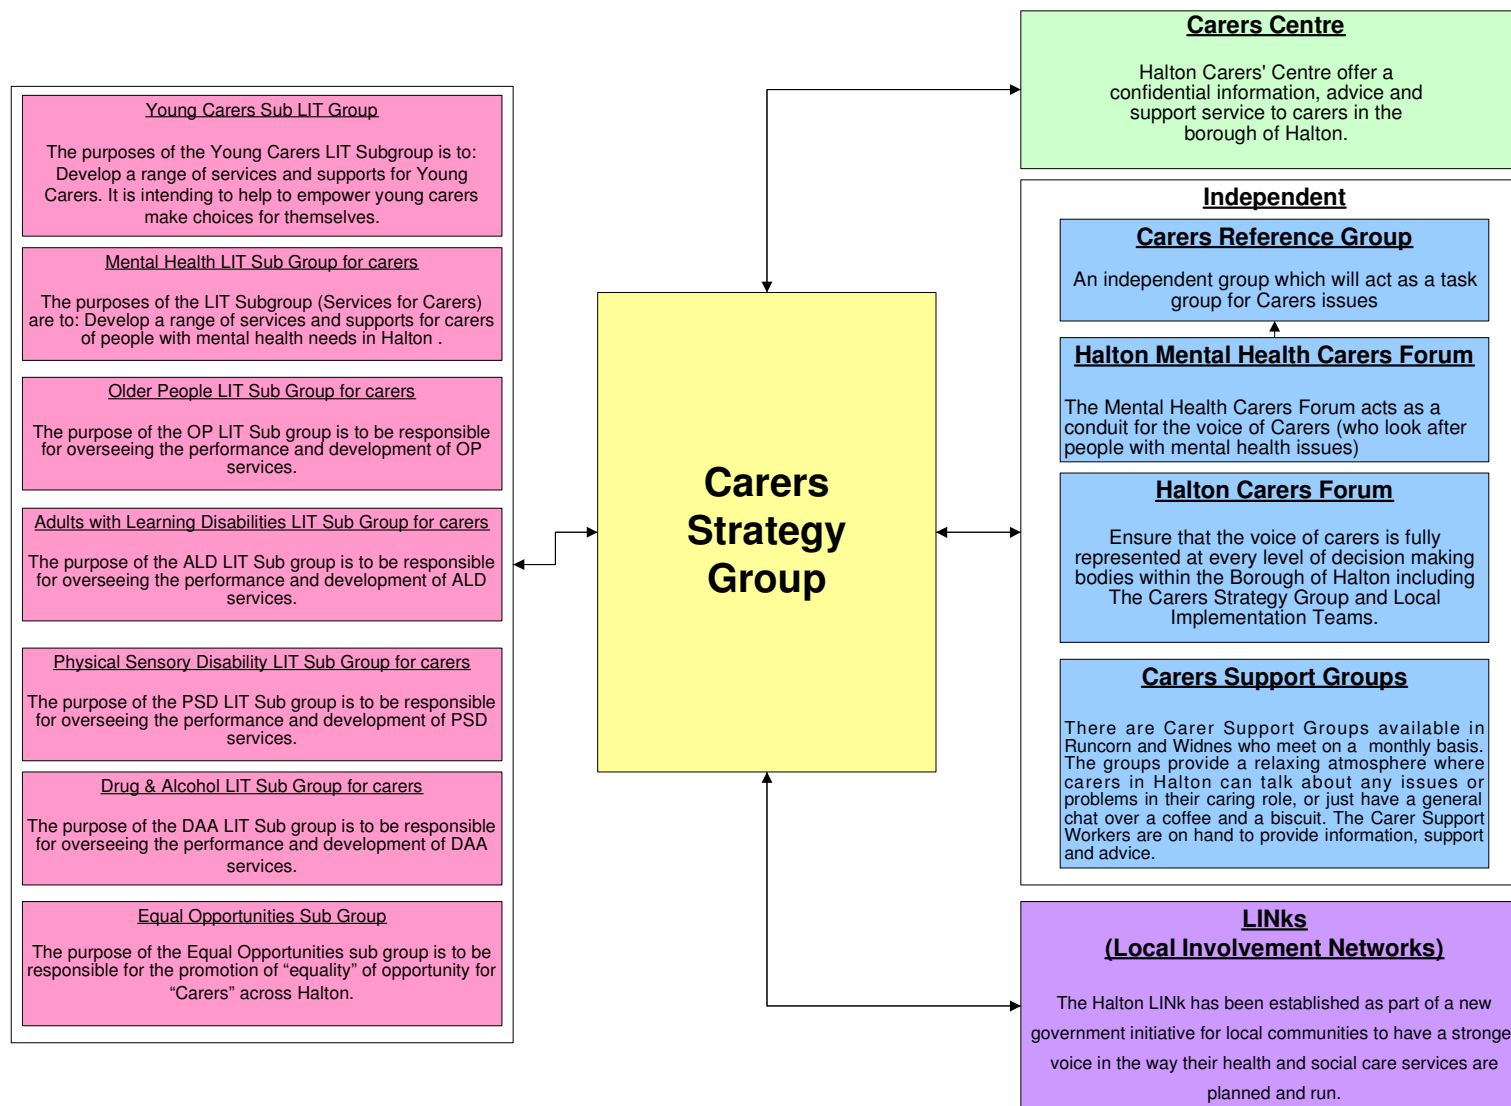 Young Carers Sub LIT Group
The purposes of the Young Carers LIT Subgroup is to:
Develop a range of services and supports for Young
Carers. It is intending to help to empower young carers
make choices for themselves.
Mental Health LIT Sub Group for carers
The purposes of the LIT Subgroup (Services for Carers)
are to: Develop a range of services and supports for carers
of people with mental health needs in Halton .
Older People LIT Sub Group for carers
The purpose of the OP LIT Sub group is to be responsible
for overseeing the performance and development of OP
services.
Adults with Learning Disabilities LIT Sub Group for carers
The purpose of the ALD LIT Sub group is to be responsible
for overseeing the performance and development of ALD
services.
Physical Sensory Disability LIT Sub Group for carers
The purpose of the PSD LIT Sub group is to be responsible
for overseeing the performance and development of PSD
services.
Drug & Alcohol LIT Sub Group for carers
The purpose of the DAA LIT Sub group is to be responsible
for overseeing the performance and development of DAA
services.
Equal Opportunities Sub Group
The purpose of the Equal Opportunities sub group is to be
responsible for the promotion of “equality” of opportunity for
“Carers” across Halton.
Carers
Strategy
Group
Carers Centre
Halton Carers' Centre offer a
confidential information, advice and
support service to carers in the
borough of Halton.
Independent
Carers Reference Group
An independent group which will act as a task
group for Carers issues
Halton Mental Health Carers Forum
The Mental Health Carers Forum acts as a
conduit for the voice of Carers (who look after
people with mental health issues)
Halton Carers Forum
Ensure that the voice of carers is fully
represented at every level of decision making
bodies within the Borough of Halton including
The Carers Strategy Group and Local
Implementation Teams.
Carers Support Groups
There are Carer Support Groups available in
Runcorn and Widnes who meet on a monthly basis.
The groups provide a relaxing atmosphere where
carers in Halton can talk about any issues or
problems in their caring role, or just have a general
chat over a coffee and a biscuit. The Carer Support
Workers are on hand to provide information, support
and advice.
LINks
(Local Involvement Networks)
The Halton LINk has been established as part of a new
government initiative for local communities to have a stronge
voice in the way their health and social care services are
planned and run.